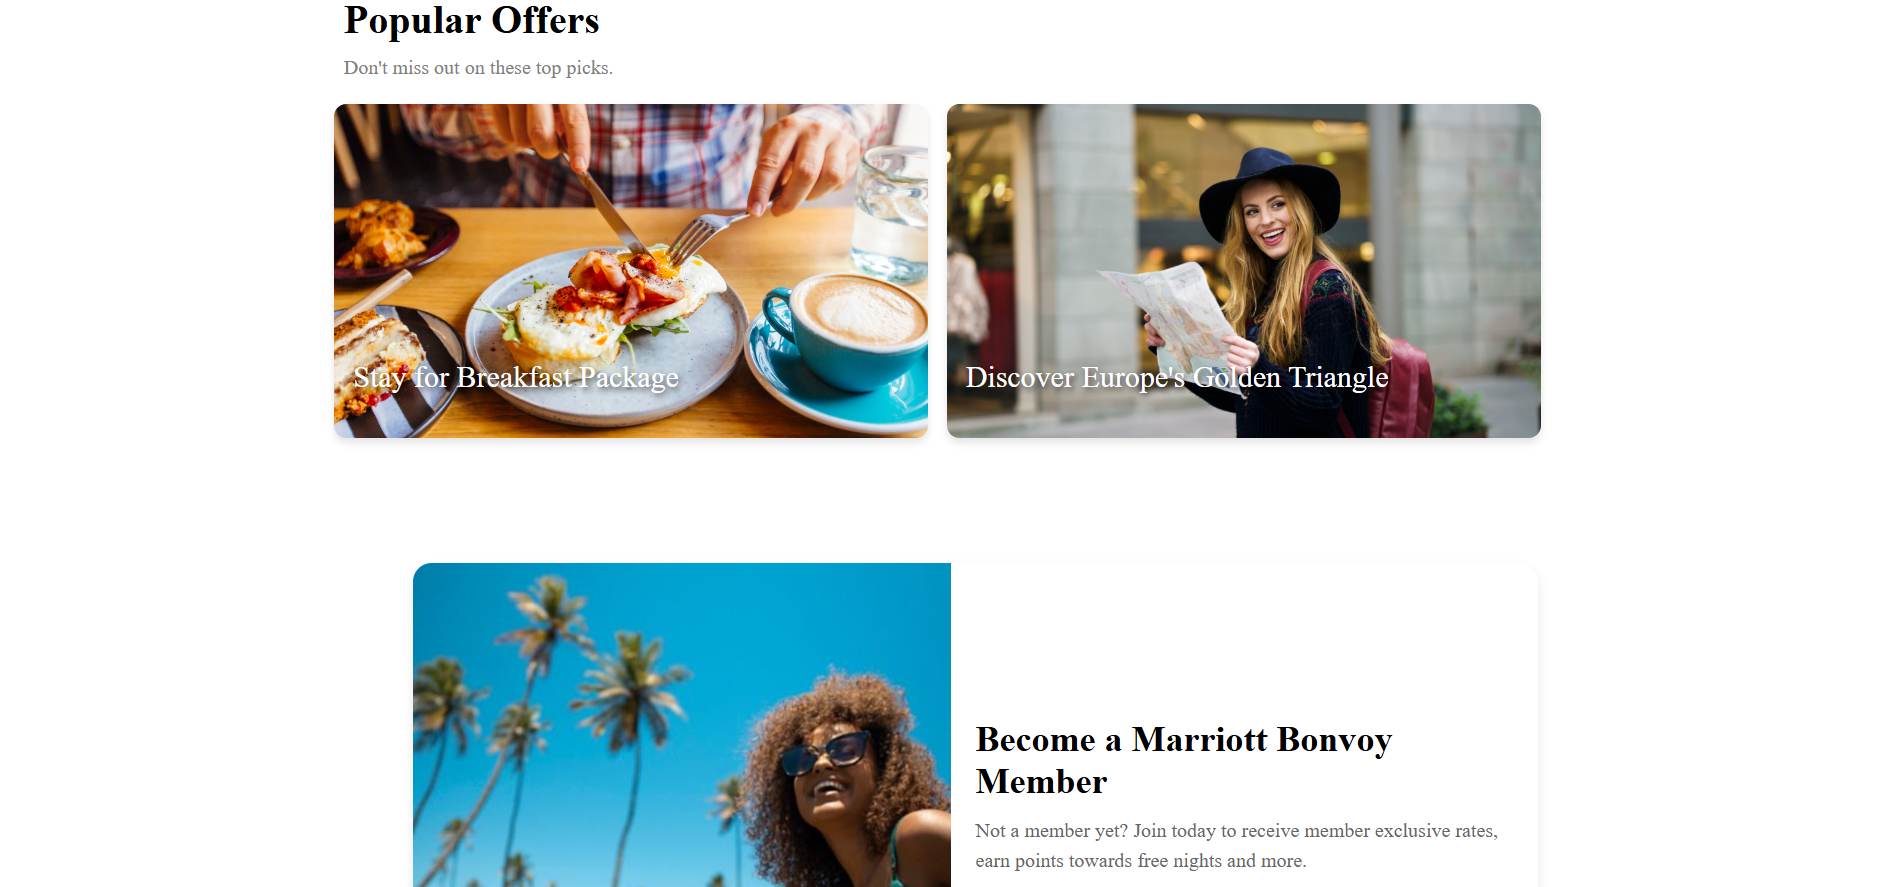 Popular Offers
Don't miss out on these top picks.
Stay for Breakfast Package
Discover Europe's Golden Triangle
Become a Marriott Bonvoy
Member
Not a member yet? Join today to receive member exclusive rates,
earn points towards free nights and more.